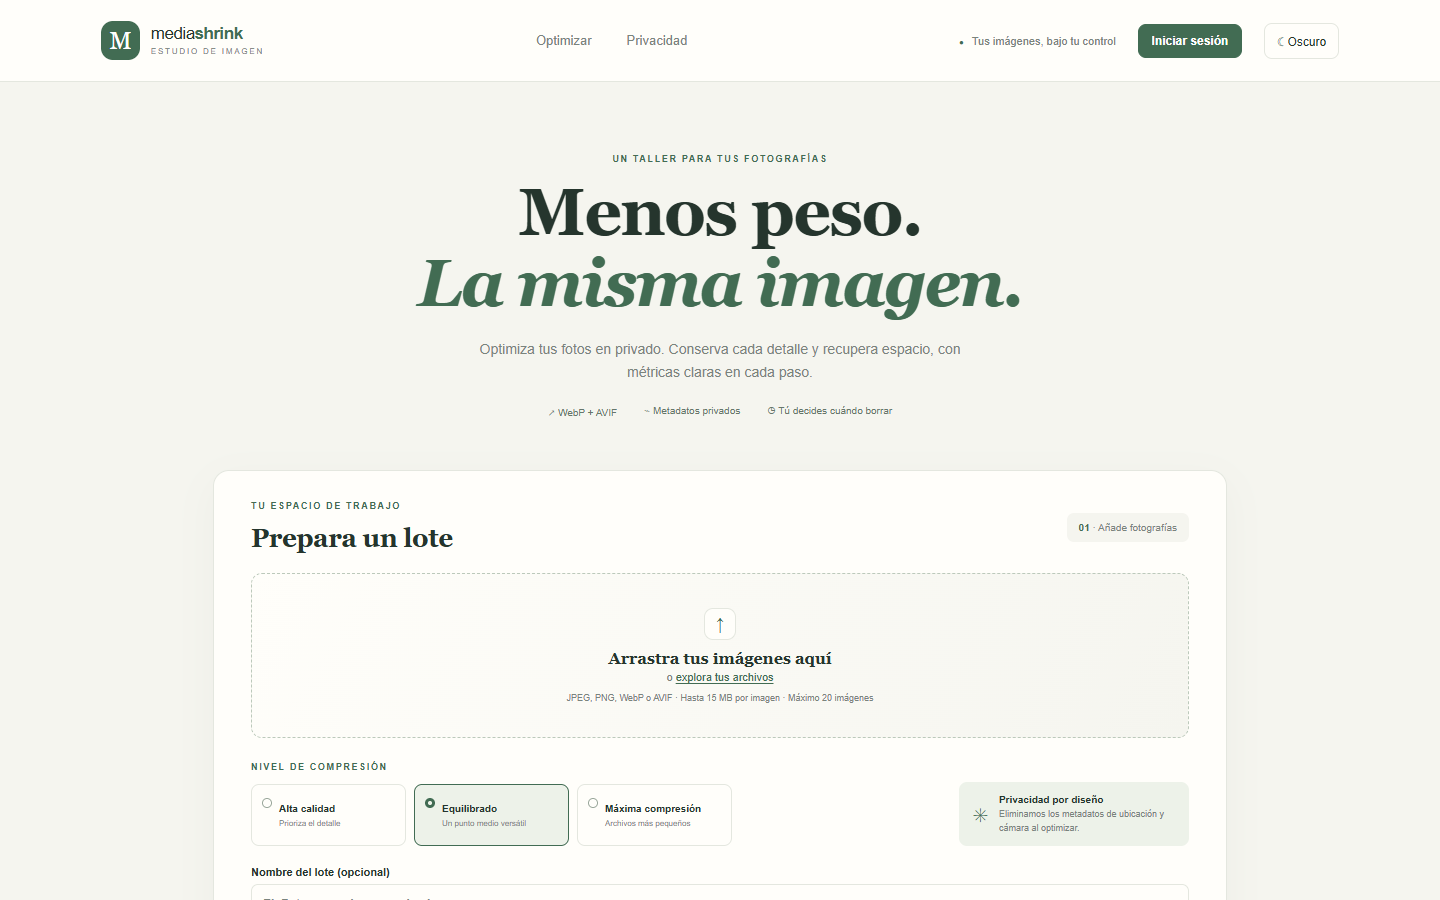 M
mediashrink
ESTUDIO DE IMAGEN
Optimizar
Privacidad
Tus imágenes, bajo tu control
Iniciar sesión
Oscuro
UN TALLER PARA TUS FOTOGRAFÍAS
Menos peso.
La misma imagen.
Optimiza tus fotos en privado. Conserva cada detalle y recupera espacio, con
métricas claras en cada paso.
WebP + AVIF
Metadatos privados
Tú decides cuándo borrar
TU ESPACIO DE TRABAJO
Prepara un lote
01 · Añade fotografías
Arrastra tus imágenes aquí
o explora tus archivos
JPEG, PNG, WebP o AVIF · Hasta 15 MB por imagen · Máximo 20 imágenes
NIVEL DE COMPRESIÓN
Alta calidad
Prioriza el detalle
Equilibrado
Un punto medio versátil
Máxima compresión
Archivos más pequeños
Privacidad por diseño
Eliminamos los metadatos de ubicación y
cámara al optimizar.
Nombre del lote (opcional)